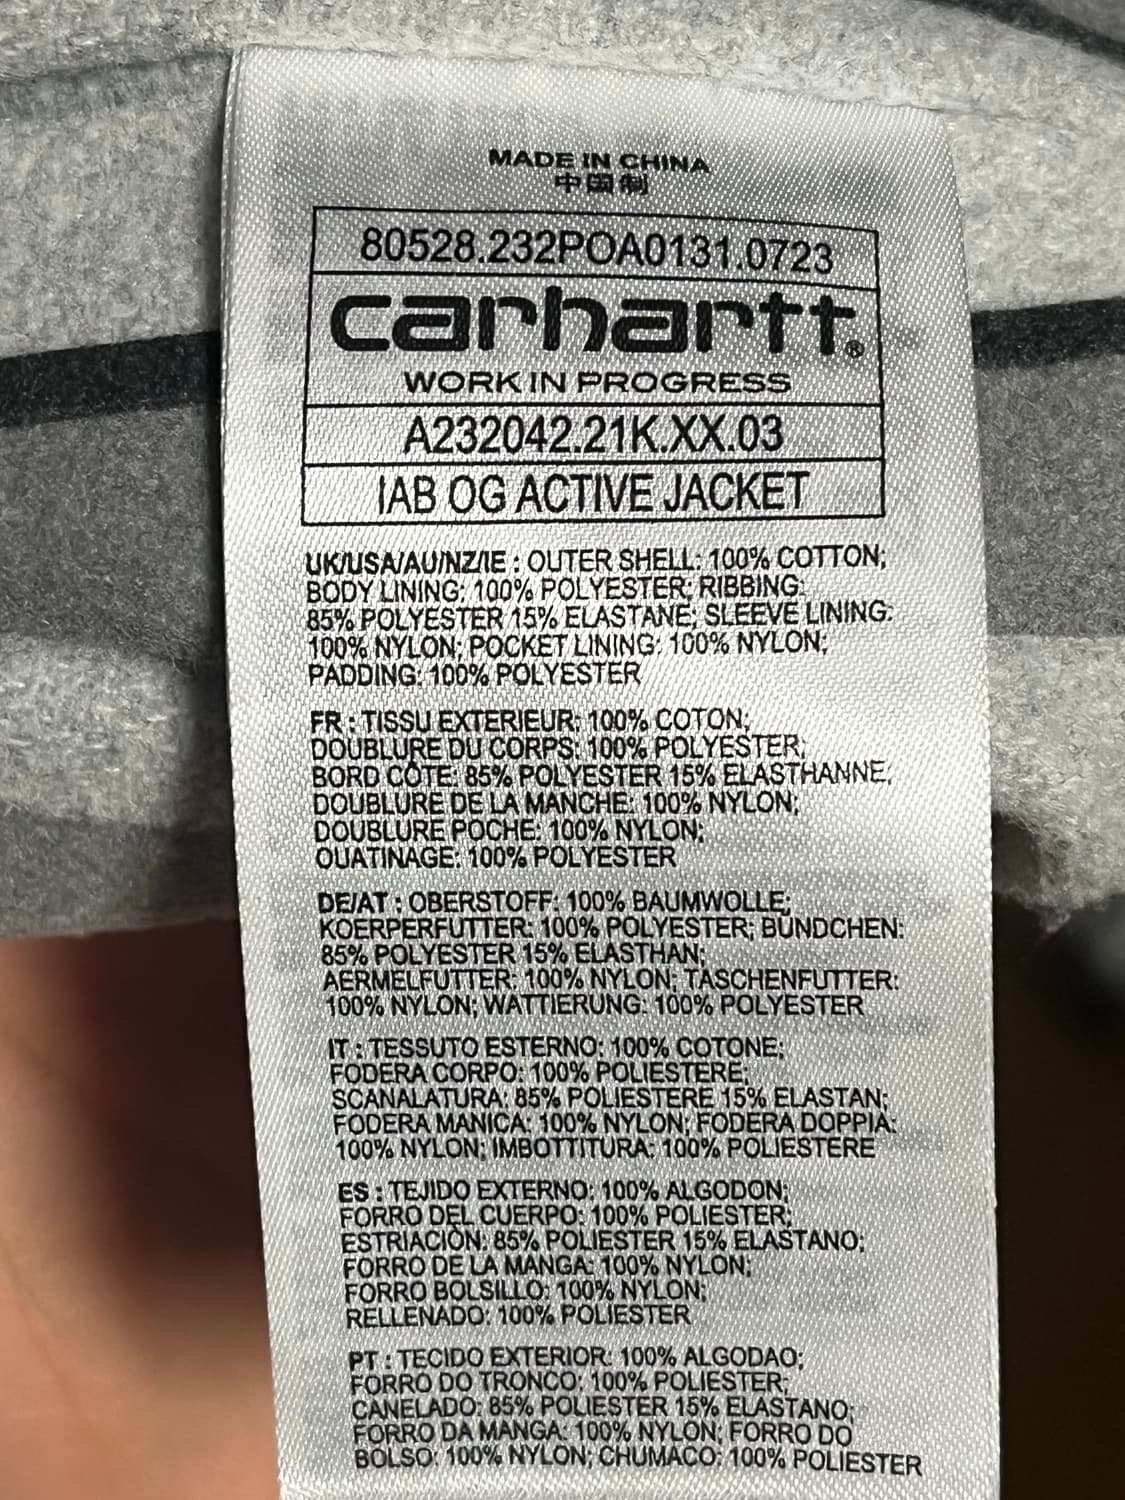 MADE IN CHINA
中国制
80528.232POA0131.0723
carhartt®
WORK IN PROGRESS
A232042.21K.XX.03
IAB OG ACTIVE JACKET
UK/USA/AU/NZ/IE : OUTER SHELL: 100% COTTON;
BODY LINING: 100% POLYESTER; RIBBING:
85% POLYESTER 15% ELASTANE; SLEEVE LINING:
100% NYLON; POCKET LINING: 100% NYLON;
PADDING: 100% POLYESTER
FR : TISSU EXTERIEUR: 100% COTON;
DOUBLURE DU CORPS: 100% POLYESTER;
BORD CÔTE: 85% POLYESTER 15% ELASTHANNE;
DOUBLURE DE LA MANCHE: 100% NYLON;
DOUBLURE POCHE: 100% NYLON;
OUATINAGE: 100% POLYESTER
DE/AT : OBERSTOFF: 100% BAUMWOLLE;
KOERPERFUTTER: 100% POLYESTER; BÜNDCHEN:
85% POLYESTER 15% ELASTHAN;
AERMELFUTTER: 100% NYLON; TASCHENFUTTER:
100% NYLON; WATTIERUNG: 100% POLYESTER
IT : TESSUTO ESTERNO: 100% COTONE;
FODERA CORPO: 100% POLIESTERE;
SCANALATURA: 85% POLIESTERE 15% ELASTAN;
FODERA MANICA: 100% NYLON; FODERA DOPPIA:
100% NYLON; IMBOTTITURA: 100% POLIESTERE
ES : TEJIDO EXTERNO: 100% ALGODON;
FORRO DEL CUERPO: 100% POLIESTER;
ESTRIACIÒN: 85% POLIESTER 15% ELASTANO;
FORRO DE LA MANGA: 100% NYLON;
FORRO BOLSILLO: 100% NYLON;
RELLENADO: 100% POLIESTER
PT : TECIDO EXTERIOR: 100% ALGODAO;
FORRO DO TRONCO: 100% POLIESTER;
CANELADO: 85% POLIESTER 15% ELASTANO;
FORRO DA MANGA: 100% NYLON; FORRO DO
BOLSO: 100% NYLON; CHUMACO: 100% POLIESTER